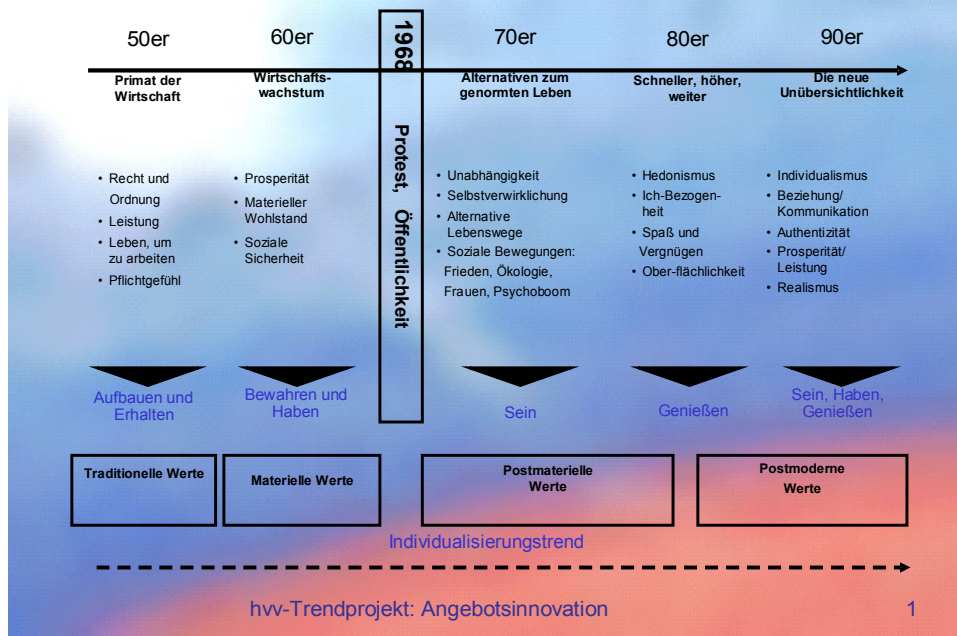 50er
60er
1968 Protest, Öffentlichkeit
70er
80er
90er
Primat der
Wirtschaft
Wirtschafts-
wachstum
Alternativen zum
genormten Leben
Schneller, höher,
weiter
Die neue
Unübersichtlichkeit
• Recht und
Ordnung
• Leistung
• Leben, um
zu arbeiten
• Pflichtgefühl
• Prosperität
• Materieller
Wohlstand
• Soziale
Sicherheit
• Unabhängigkeit
• Selbstverwirklichung
• Alternative
Lebenswege
• Soziale Bewegungen:
Frieden, Ökologie,
Frauen, Psychoboom
• Hedonismus
• Ich-Bezogen-
heit
• Spaß und
Vergnügen
• Ober-flächlichkeit
• Individualismus
• Beziehung/
Kommunikation
• Authentizität
• Prosperität/
Leistung
• Realismus
Aufbauen und
Erhalten
Bewahren und
Haben
Sein
Genießen
Sein, Haben,
Genießen
Traditionelle Werte
Materielle Werte
Postmaterielle
Werte
Postmoderne
Werte
Individualisierungstrend
hvv-Trendprojekt: Angebotsinnovation
1